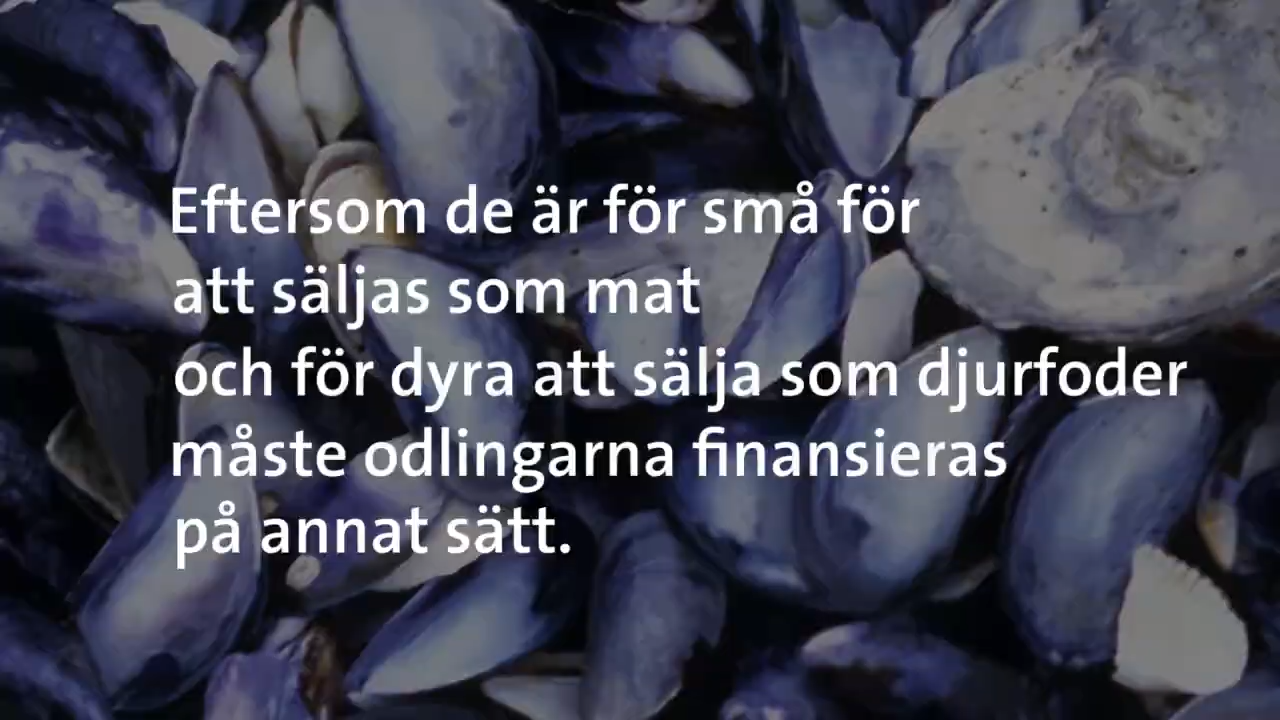 Eftersom de är för små för
att säljas som mat
och för dyra att sälja som djurfoder
måste odlingarna finansieras
på annat sätt.